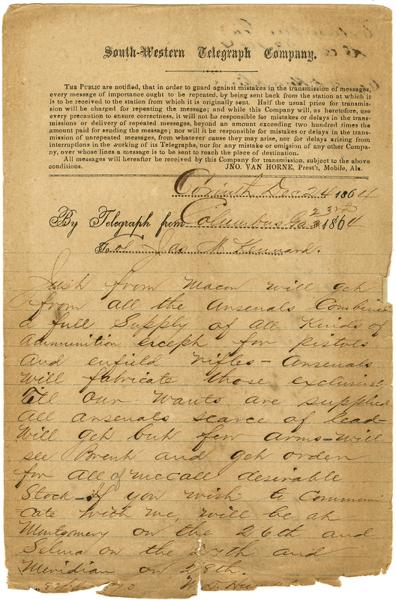 South-Western Telegraph Company.
THE PUBLIC are notified, that in order to guard against mistakes in the transmission of messages,
every message of importance ought to be repeated, by being sent back from the station at which it
is to be received to the station from which it is originally sent. Half the usual price for transmis-
sion will be charged for repeating the message; and while this Company will, as heretofore, use
every precaution to ensure correctness, it will not be responsible for mistakes or delays in the trans-
mission or delivery of repeated messages, beyond an amount exceeding two hundred times the
amount paid for sending the message; nor will it be responsible for mistakes or delays in the trans-
mission of unrepeated messages, from whatever cause they may arise, nor for delays arising from
interruptions in the working of its Telegraphs, nor for any mistake or omission of any other Compa-
ny, over whose lines a message is to be sent to reach the place of destination.
All messages will hereafter be received by this Company for transmission, subject to the above
conditions. JNO. VAN HORNE, Pres't, Mobile, Ala.
Corinth Dec 24 1864
By Telegraph from Columbus Ga 23rd 1864
To Col Jas M Kennard.
Just from Macon will get
from all the arsenals Combined
a full Supply of all Kinds of
ammunition except for pistols
and enfield rifles - Arsenals
will fabricate those exclusively
till our wants are supplied
all arsenals scarce of lead -
Will get but few arms - will
see Brent and get order
for all of McCall desirable
Stock - If you wish to Communi
cate with me, will be at
Montgomery on the 26th and
Selma on the 27th and
Meridian on 28th.